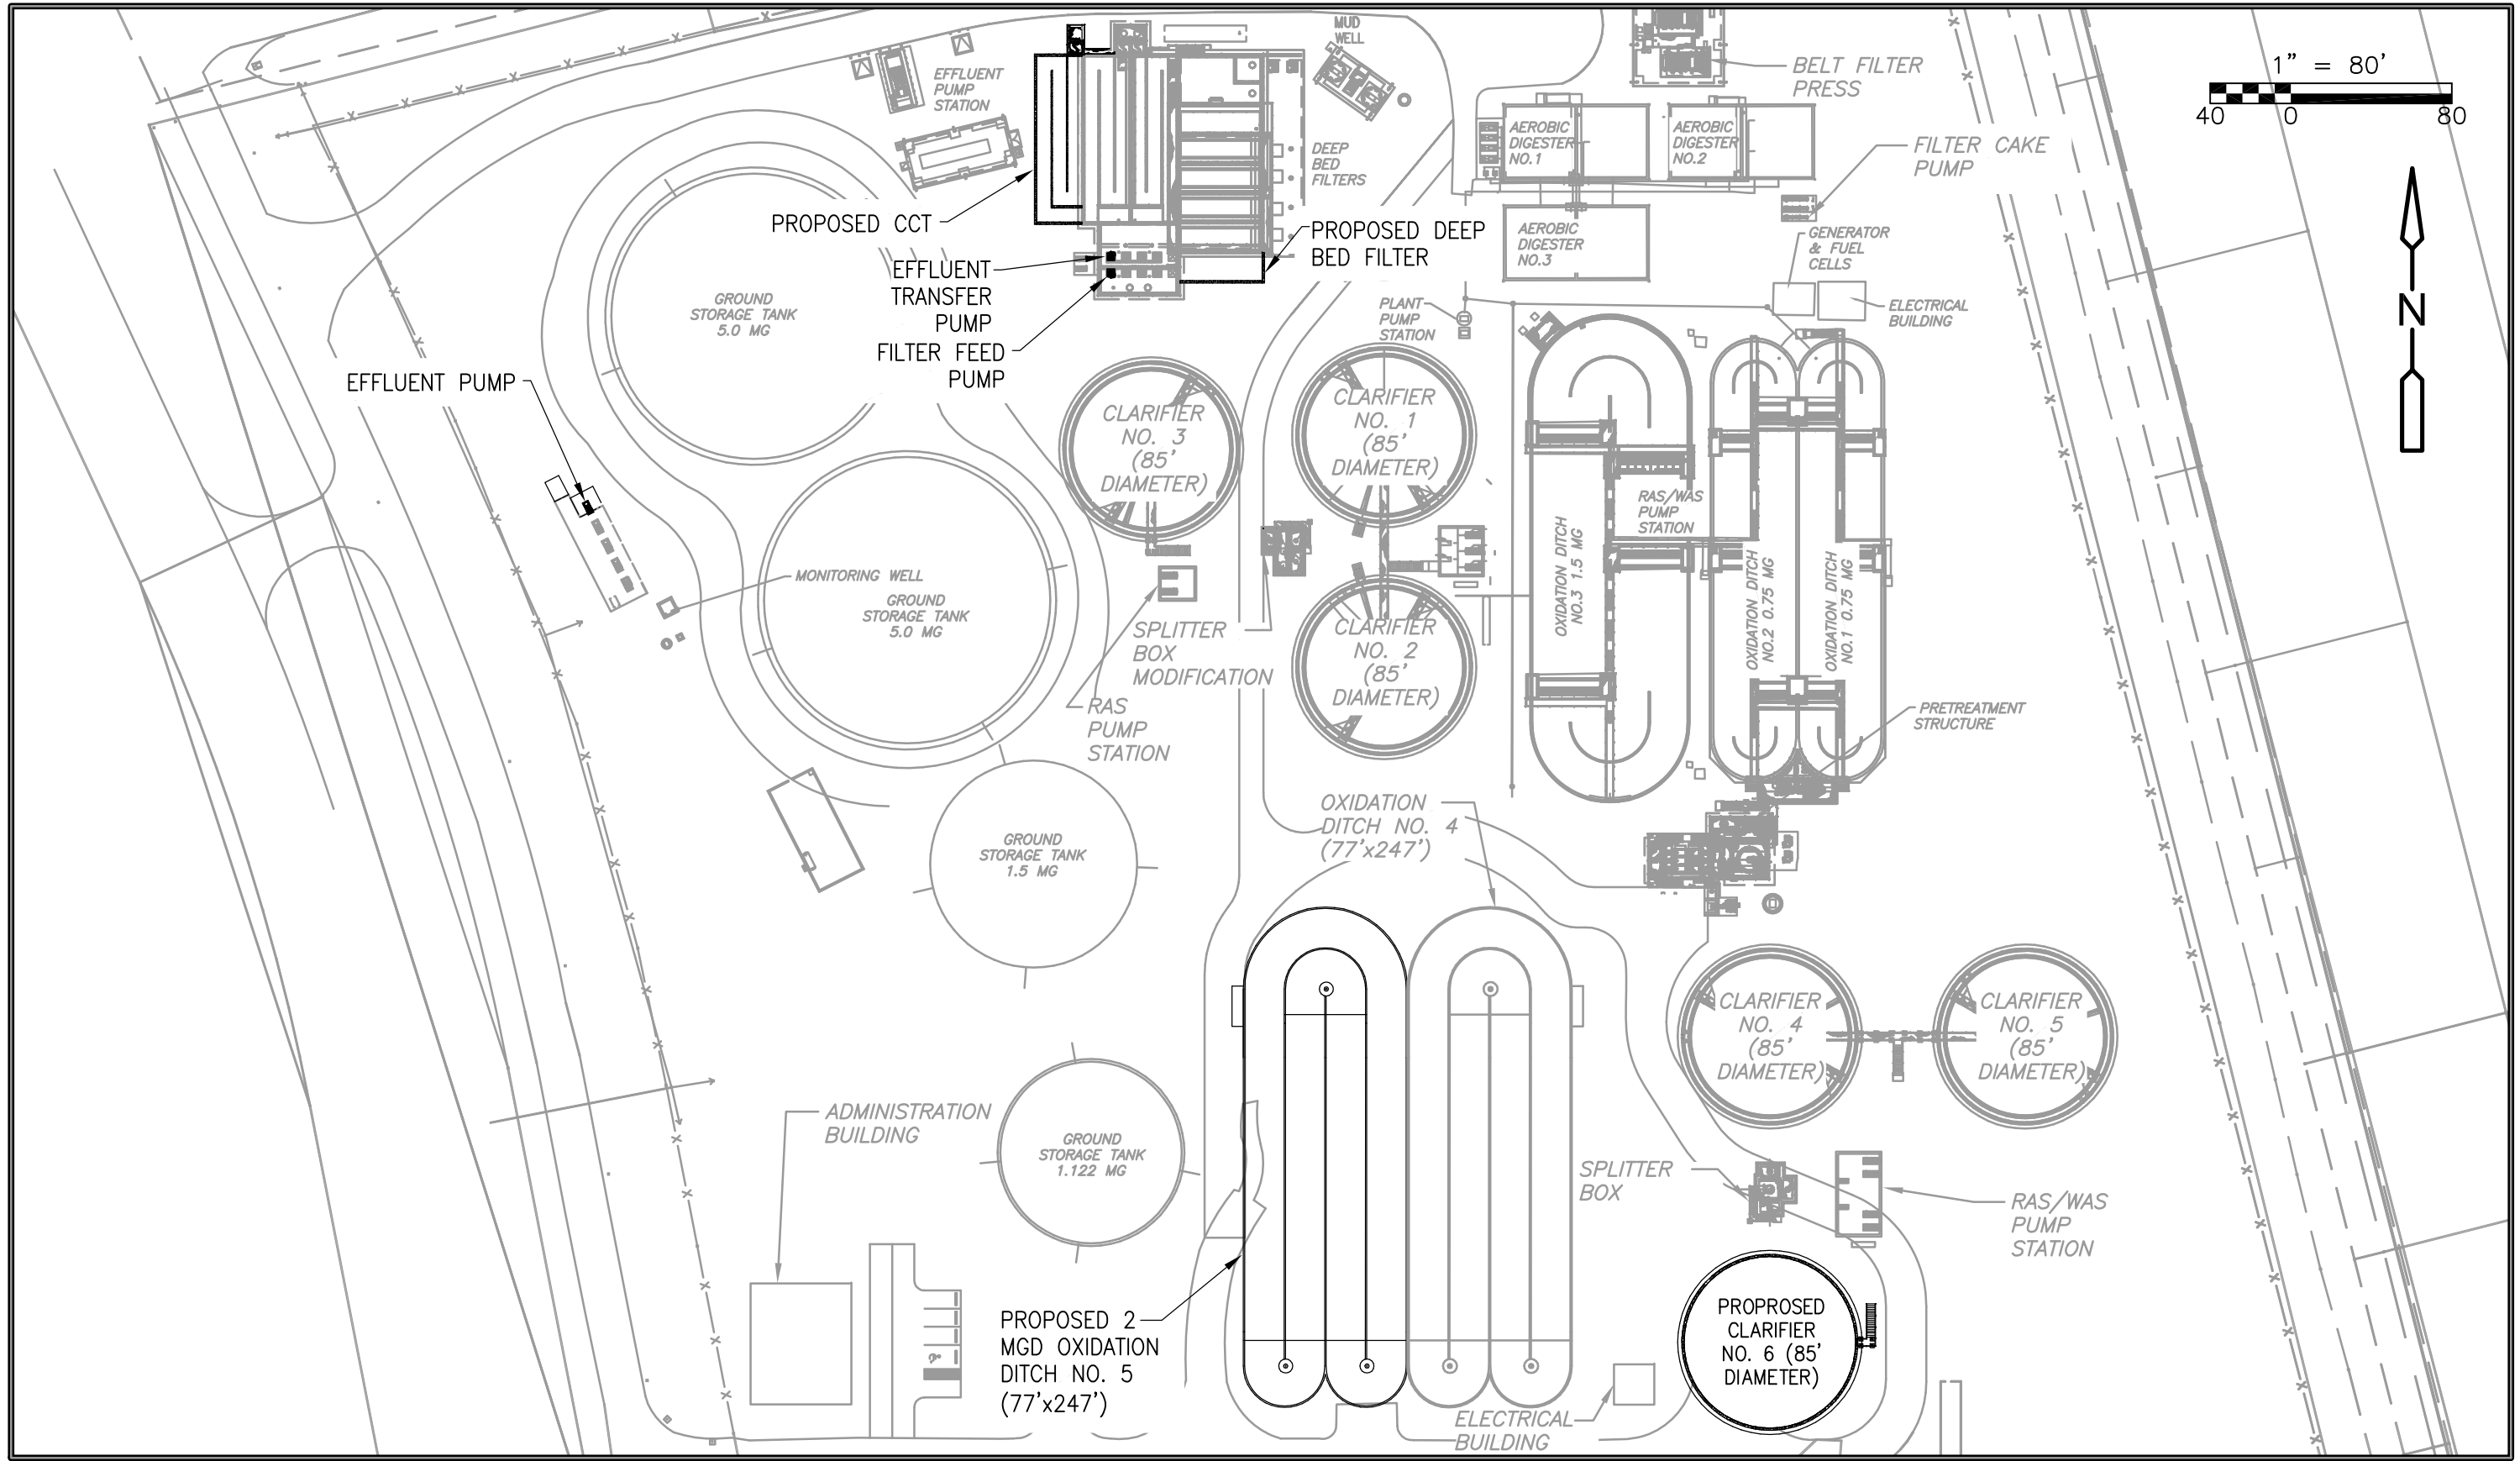 MUD
WELL
EFFLUENT
PUMP
STATION
BELT FILTER
PRESS
1" = 80'
40 0 80
AEROBIC
DIGESTER
NO.1
AEROBIC
DIGESTER
NO.2
FILTER CAKE
PUMP
DEEP
BED
FILTERS
PROPOSED CCT
PROPOSED DEEP
BED FILTER
AEROBIC
DIGESTER
NO.3
GENERATOR
& FUEL
CELLS
EFFLUENT
TRANSFER
PUMP
FILTER FEED
PUMP
GROUND
STORAGE TANK
5.0 MG
PLANT
PUMP
STATION
ELECTRICAL
BUILDING
N
EFFLUENT PUMP
CLARIFIER
NO. 3
(85'
DIAMETER)
CLARIFIER
NO. 1
(85'
DIAMETER)
RAS/WAS
PUMP
STATION
OXIDATION DITCH
NO.3 1.5 MG
OXIDATION DITCH
NO.2 0.75 MG
OXIDATION DITCH
NO.1 0.75 MG
MONITORING WELL
GROUND
STORAGE TANK
5.0 MG
SPLITTER
BOX
MODIFICATION
CLARIFIER
NO. 2
(85'
DIAMETER)
RAS
PUMP
STATION
PRETREATMENT
STRUCTURE
OXIDATION
DITCH NO. 4
(77'x247')
GROUND
STORAGE TANK
1.5 MG
CLARIFIER
NO. 4
(85'
DIAMETER)
CLARIFIER
NO. 5
(85'
DIAMETER)
ADMINISTRATION
BUILDING
GROUND
STORAGE TANK
1.122 MG
SPLITTER
BOX
RAS/WAS
PUMP
STATION
PROPOSED 2
MGD OXIDATION
DITCH NO. 5
(77'x247')
PROPROSED
CLARIFIER
NO. 6 (85'
DIAMETER)
ELECTRICAL
BUILDING